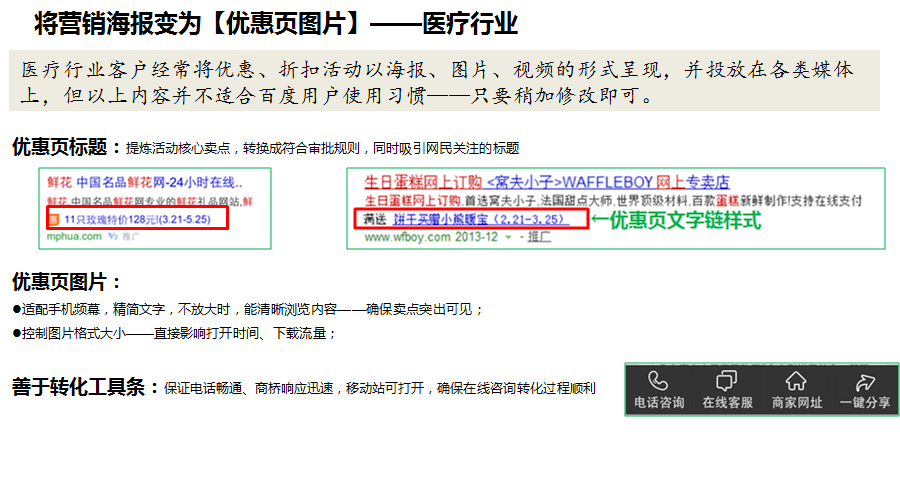 将营销海报变为【优惠页图片】——医疗行业
医疗行业客户经常将优惠、折扣活动以海报、图片、视频的形式呈现，并投放在各类媒体
上，但以上内容并不适合百度用户使用习惯——只要稍加修改即可。
优惠页标题：提炼活动核心卖点，转换成符合审批规则，同时吸引网民关注的标题
鲜花 中国名品鲜花网-24小时在线..
鲜花,中国名品鲜花网专业的鲜花礼品网站,鲜
11只玫瑰特价128元!(3.21-5.25)
mphua.com V2 推广
生日蛋糕网上订购 <窝夫小子>WAFFLEBOY 网上专卖店
生日蛋糕网上订购,首选窝夫小子,法国甜点大师,世界顶级材料,百款蛋糕新鲜制作!支持在线支付
满送 饼干买赠小熊暖宝（2.21-3.25）
←优惠页文字链样式
www.wfboy.com 2013-12 - 推广
优惠页图片：
●适配手机频幕，精简文字，不放大时，能清晰浏览内容——确保卖点突出可见；
●控制图片格式大小——直接影响打开时间、下载流量；
善于转化工具条：保证电话畅通、商桥响应迅速，移动站可打开，确保在线咨询转化过程顺利
电话咨询 在线客服 商家网址 一键分享